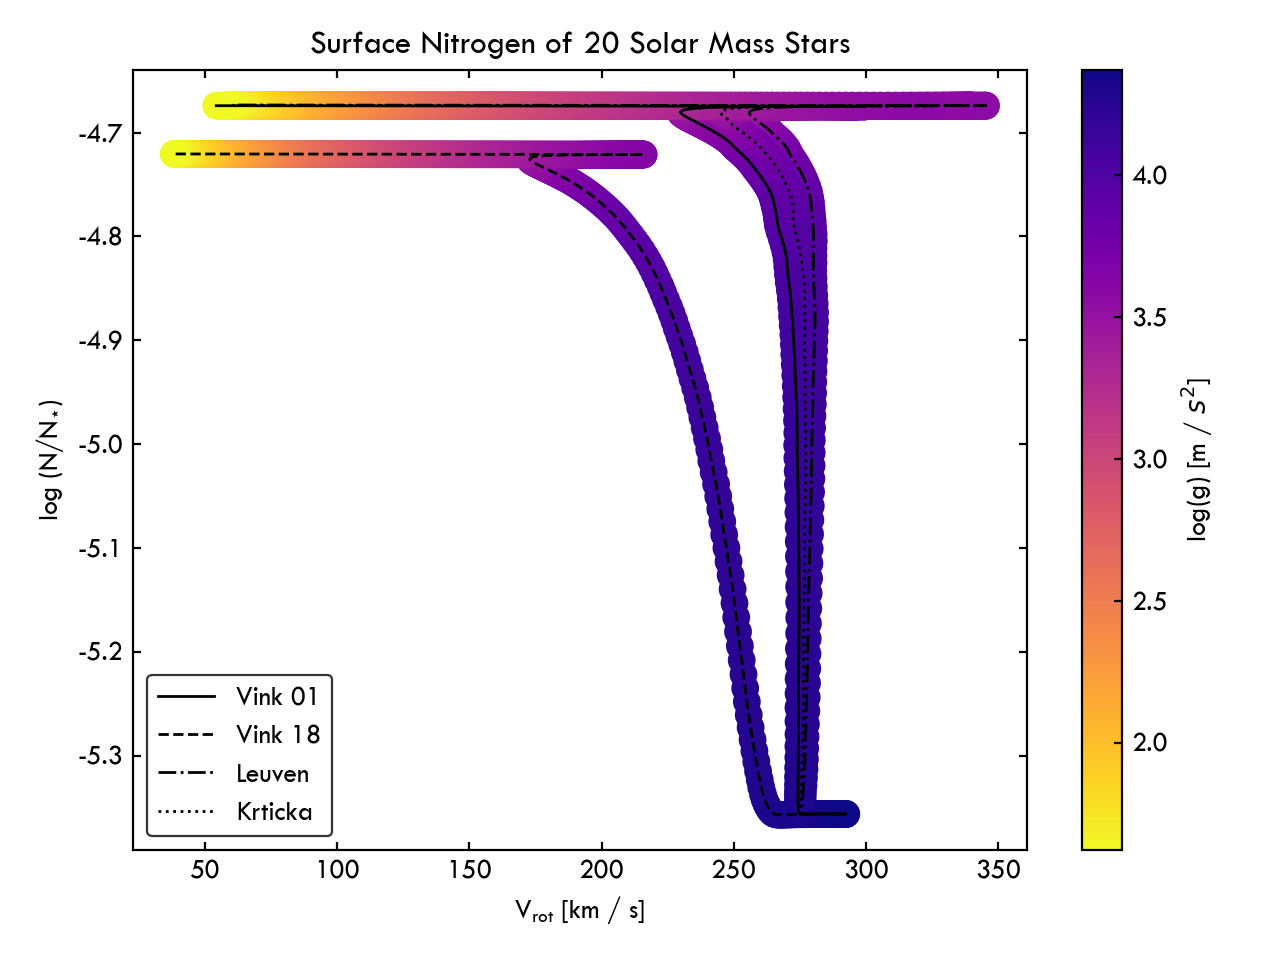 Surface Nitrogen of 20 Solar Mass Stars
log (N/N⋆)
-4.7
-4.8
-4.9
-5.0
-5.1
-5.2
-5.3
Vink 01
Vink 18
Leuven
Krticka
50 100 150 200 250 300 350
V_rot [km / s]
4.0
3.5
3.0
2.5
2.0
log(g) [m / s²]